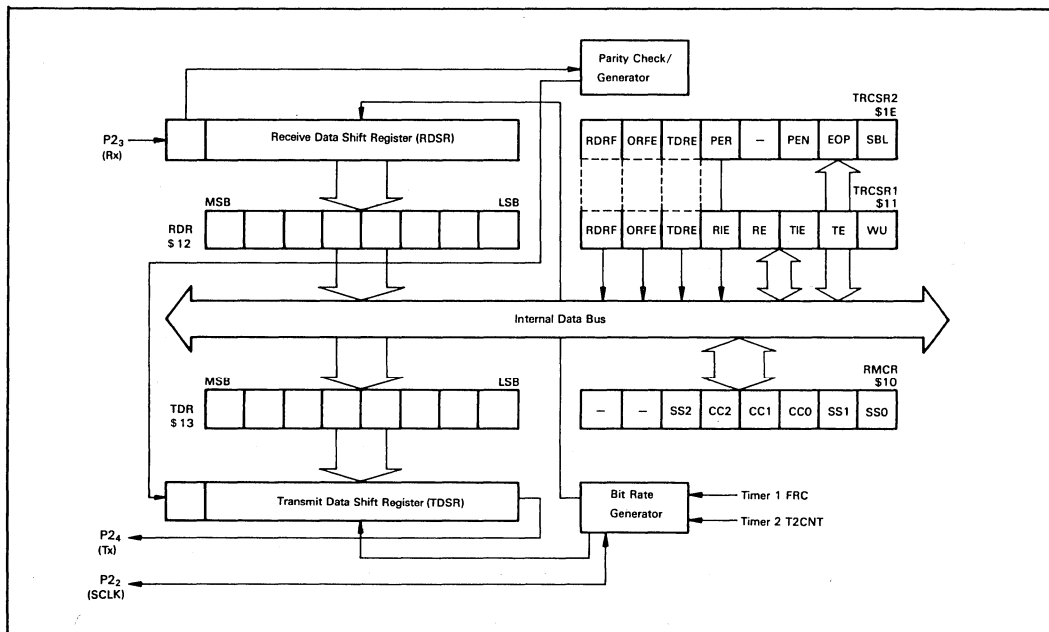 Parity Check/
Generator
P2₃
(Rx)
Receive Data Shift Register (RDSR)
TRCSR2
$1E
RDRF ORFE TDRE PER – PEN EOP SBL
TRCSR1
$11
MSB LSB
RDR
$12
RDRF ORFE TDRE RIE RE TIE TE WU
Internal Data Bus
MSB LSB
TDR
$13
RMCR
$10
– – SS2 CC2 CC1 CC0 SS1 SS0
Transmit Data Shift Register (TDSR)
Bit Rate
Generator
Timer 1 FRC
Timer 2 T2CNT
P2₄
(Tx)
P2₂
(SCLK)